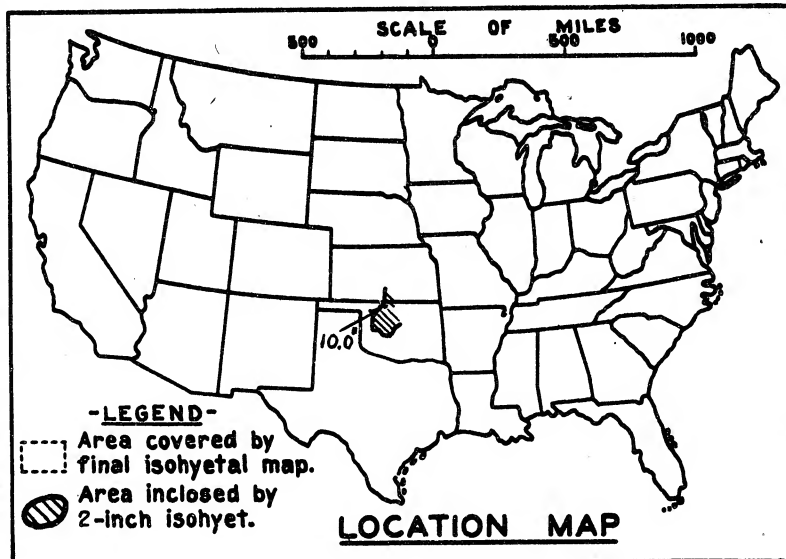 SCALE OF MILES
500 0 500 1000
10.0"
-LEGEND-
Area covered by
final isohyetal map.
Area inclosed by
2-inch isohyet.
LOCATION MAP